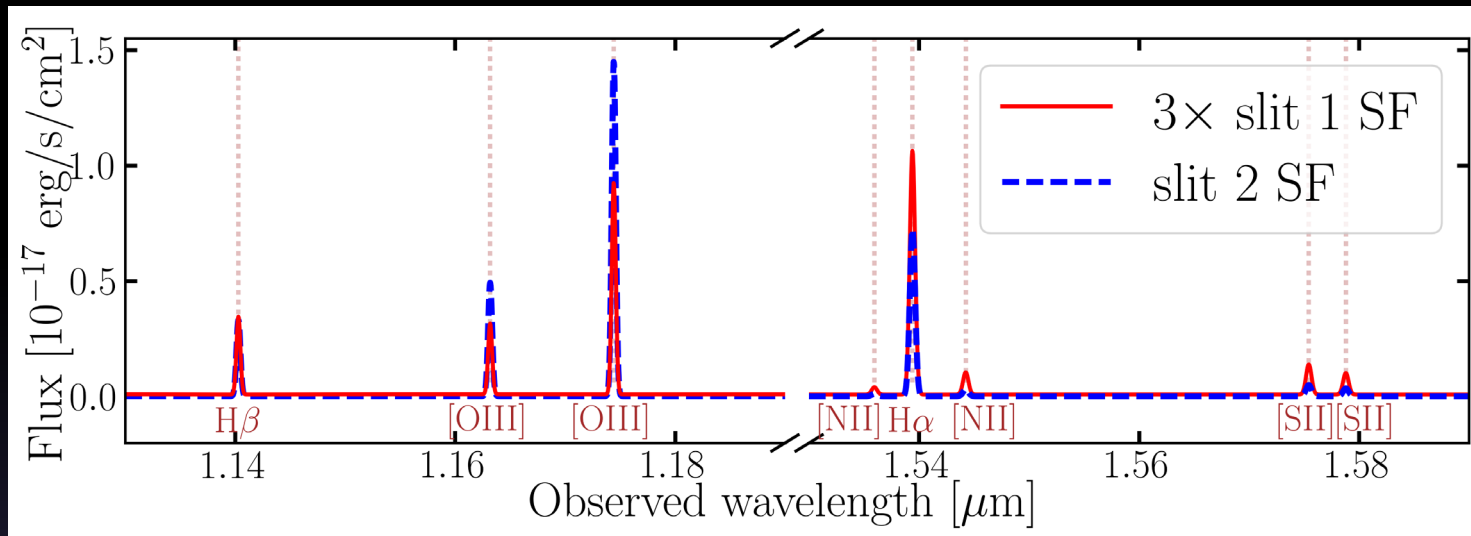 Flux [10⁻¹⁷ erg/s/cm²]
1.5
1.0
0.5
0.0
3× slit 1 SF
slit 2 SF
Hβ [OIII] [OIII] [NII] Hα [NII] [SII] [SII]
1.14 1.16 1.18 1.54 1.56 1.58
Observed wavelength [μm]